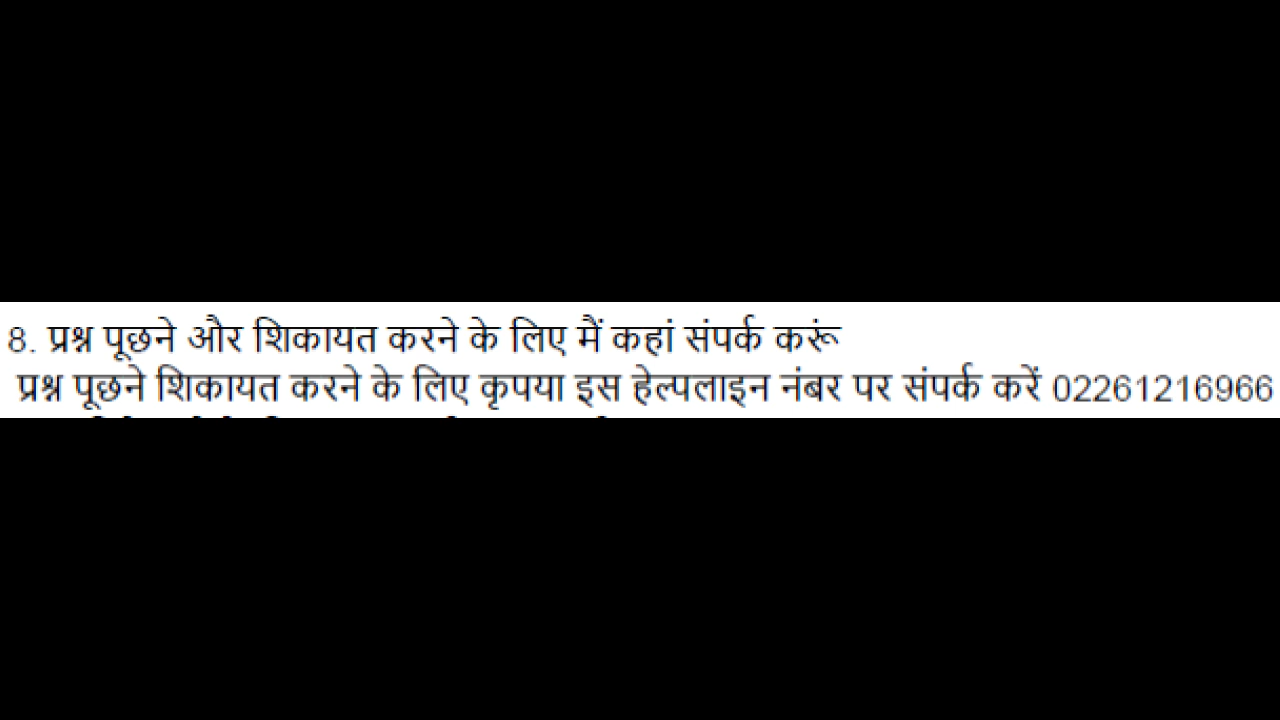 8. प्रश्न पूछने और शिकायत करने के लिए मैं कहां संपर्क करूं
प्रश्न पूछने शिकायत करने के लिए कृपया इस हेल्पलाइन नंबर पर संपर्क करें 02261216966